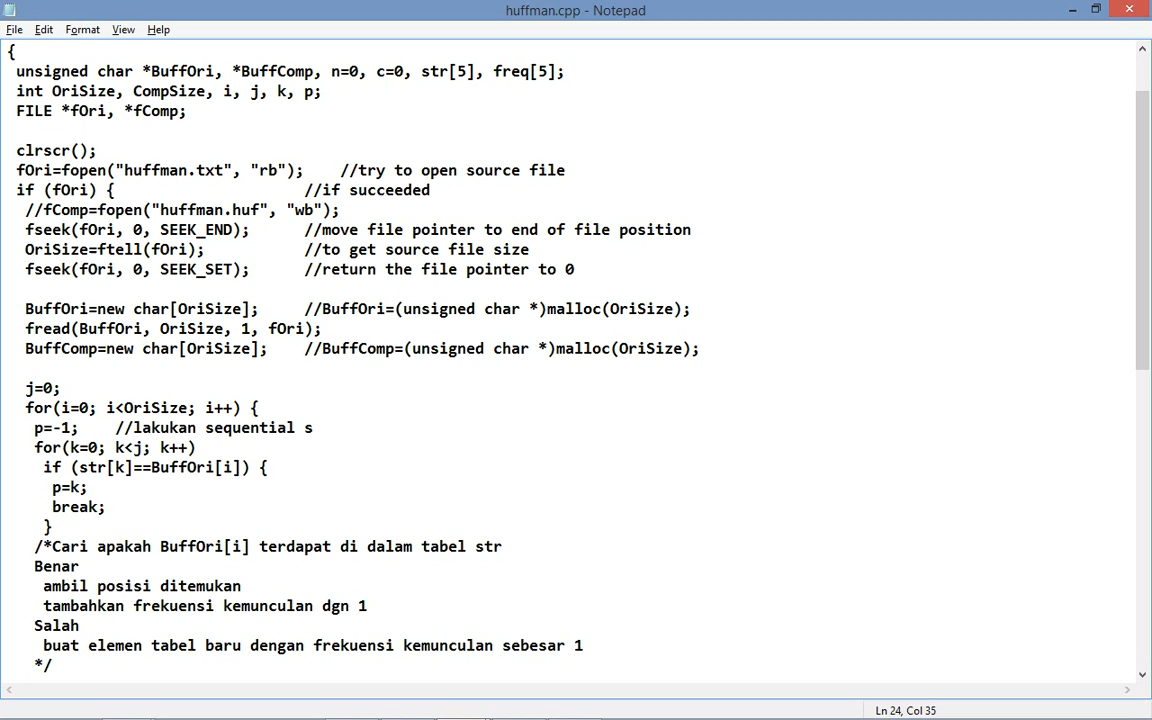 huffman.cpp - Notepad
File Edit Format View Help
{
unsigned char *BuffOri, *BuffComp, n=0, c=0, str[5], freq[5];
int OriSize, CompSize, i, j, k, p;
FILE *fOri, *fComp;
clrscr();
fOri=fopen("huffman.txt", "rb"); //try to open source file
if (fOri) { //if succeeded
//fComp=fopen("huffman.huf", "wb");
fseek(fOri, 0, SEEK_END); //move file pointer to end of file position
OriSize=ftell(fOri); //to get source file size
fseek(fOri, 0, SEEK_SET); //return the file pointer to 0
BuffOri=new char[OriSize]; //BuffOri=(unsigned char *)malloc(OriSize);
fread(BuffOri, OriSize, 1, fOri);
BuffComp=new char[OriSize]; //BuffComp=(unsigned char *)malloc(OriSize);
j=0;
for(i=0; i<OriSize; i++) {
p=-1; //lakukan sequential s
for(k=0; k<j; k++)
if (str[k]==BuffOri[i]) {
p=k;
break;
}
/*Cari apakah BuffOri[i] terdapat di dalam tabel str
Benar
ambil posisi ditemukan
tambahkan frekuensi kemunculan dgn 1
Salah
buat elemen tabel baru dengan frekuensi kemunculan sebesar 1
*/
Ln 24, Col 35